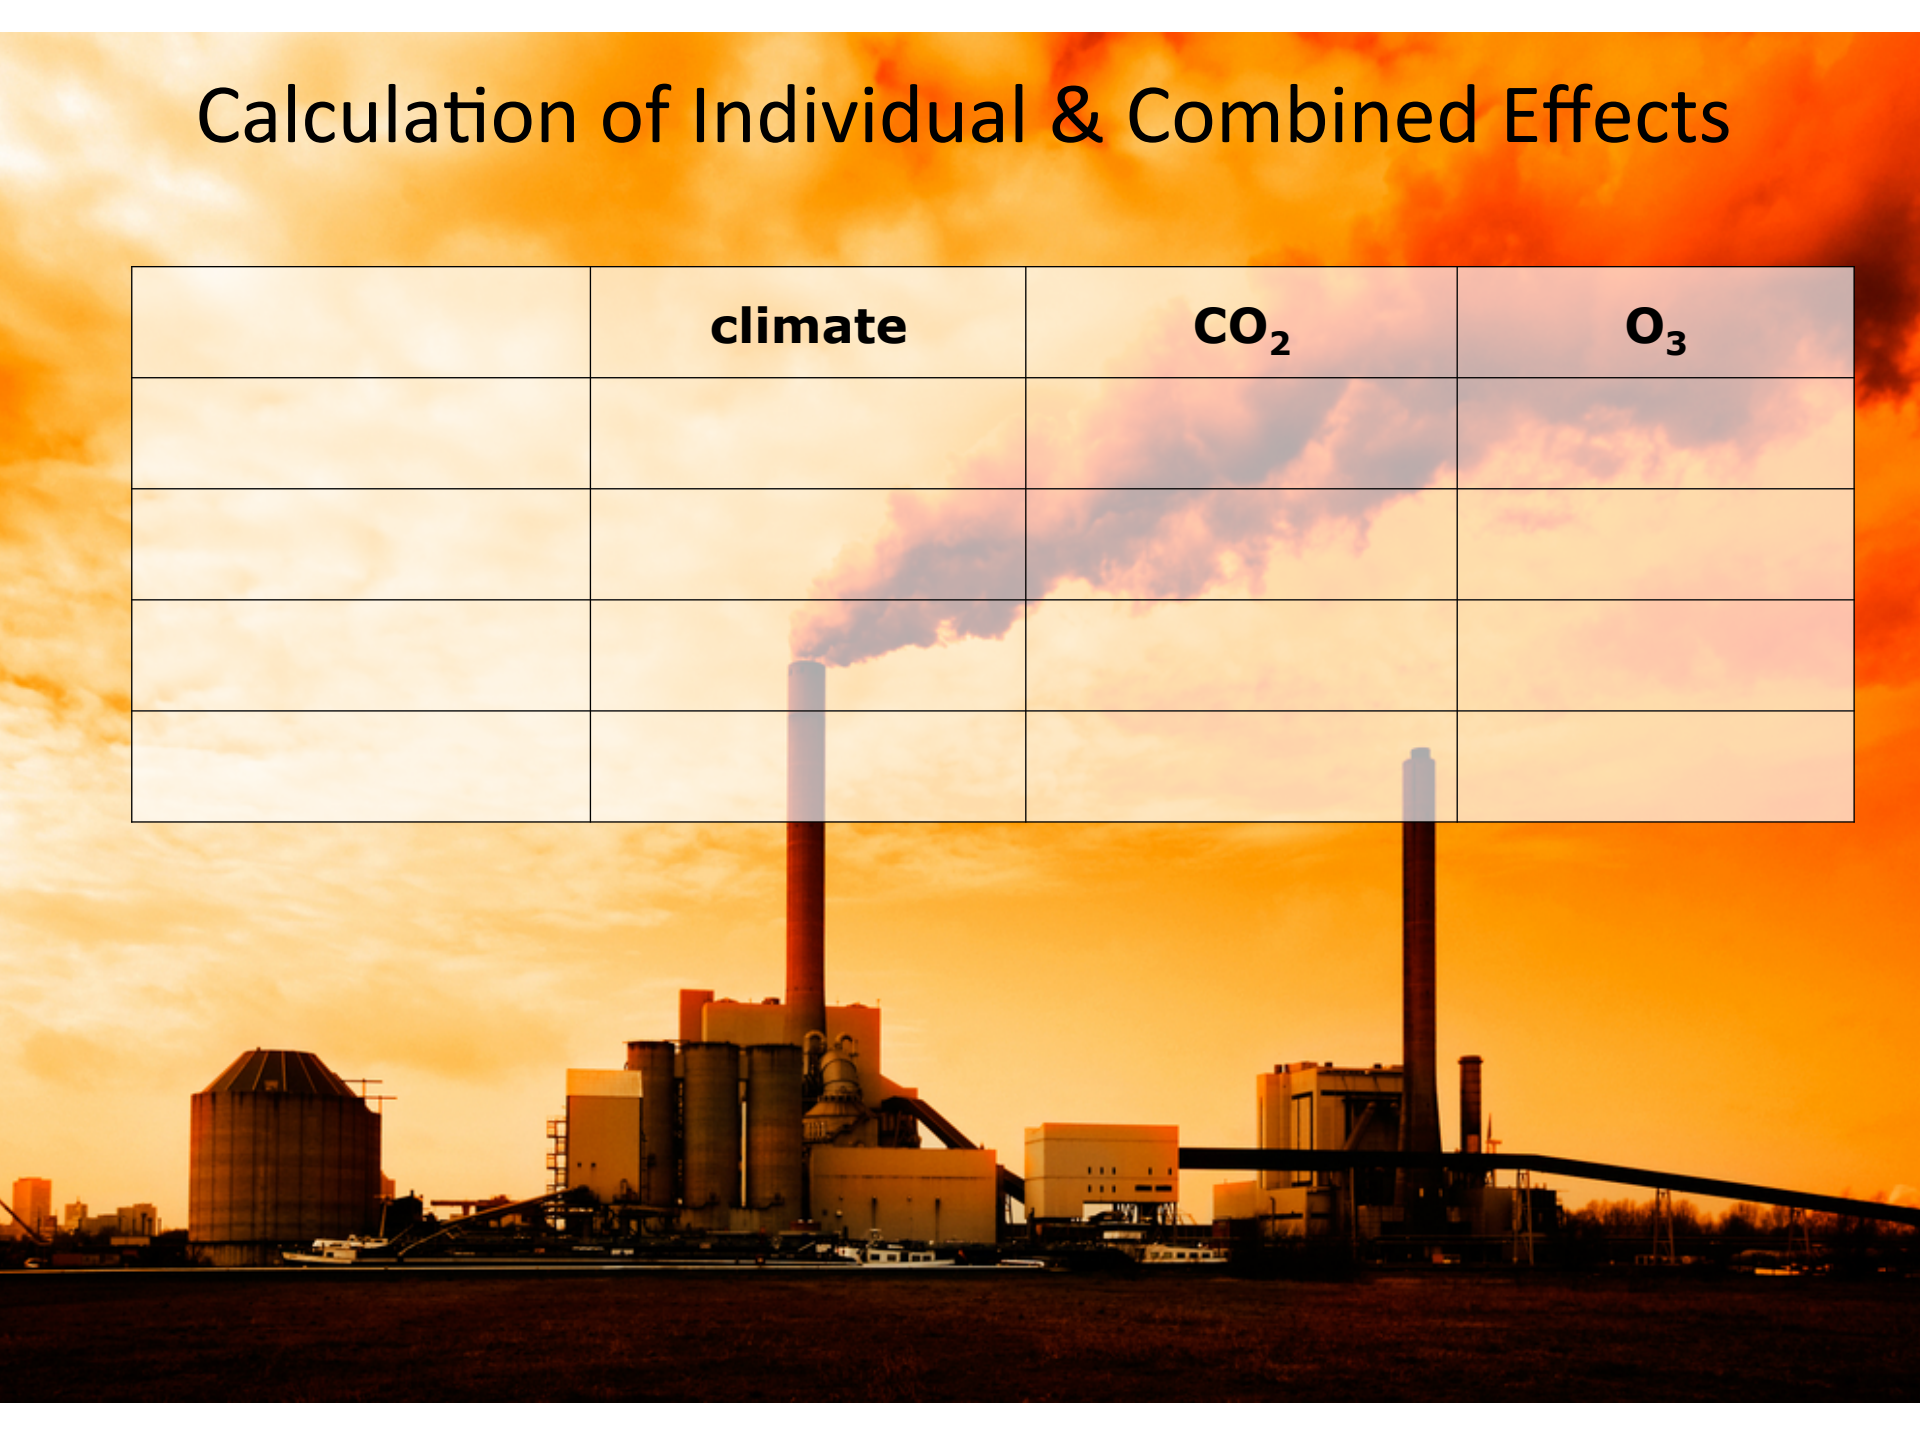 Calculation of Individual & Combined Effects
climate CO₂ O₃